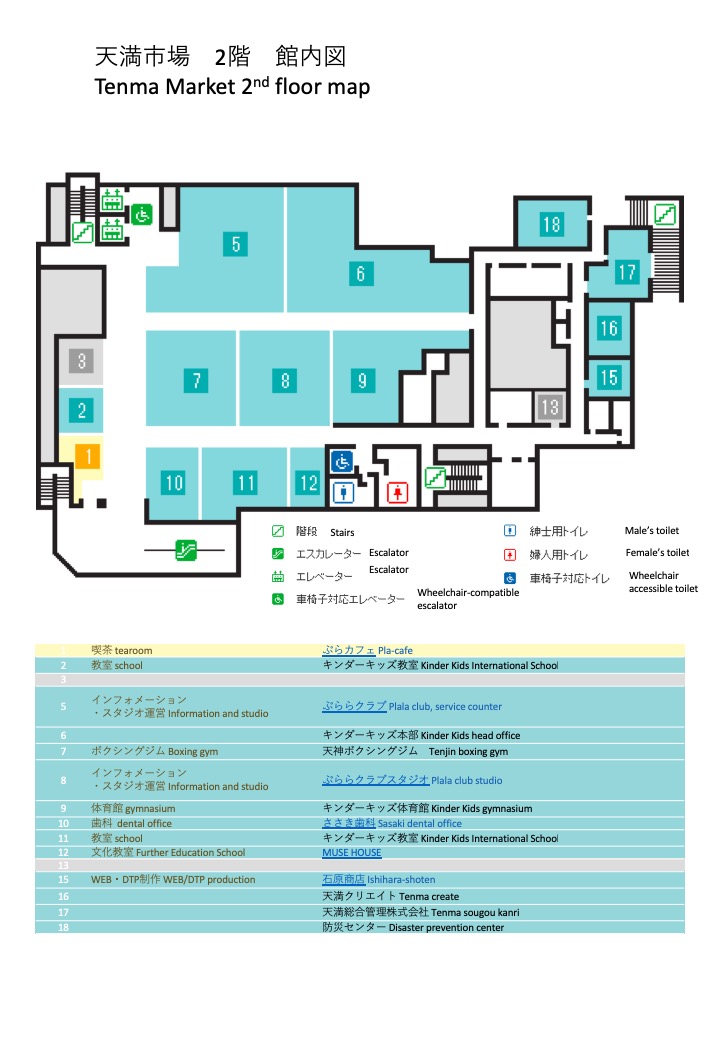 天満市場　2階　館内図
Tenma Market 2nd floor map
5
6
18
17
16
15
3
2
1
7
8
9
13
10
11
12
階段 Stairs
エスカレーター Escalator
エレベーター Escalator
車椅子対応エレベーター Wheelchair-compatible escalator
紳士用トイレ Male's toilet
婦人用トイレ Female's toilet
車椅子対応トイレ Wheelchair accessible toilet
1 喫茶 tearoom ぷらカフェ Pla-cafe
2 教室 school キンダーキッズ教室 Kinder Kids International School
3
5 インフォメーション
・スタジオ運営 Information and studio ぷららクラブ Plala club, service counter
6 キンダーキッズ本部 Kinder Kids head office
7 ボクシングジム Boxing gym 天神ボクシングジム Tenjin boxing gym
8 インフォメーション
・スタジオ運営 Information and studio ぷららクラブスタジオ Plala club studio
9 体育館 gymnasium キンダーキッズ体育館 Kinder Kids gymnasium
10 歯科 dental office ささき歯科 Sasaki dental office
11 教室 school キンダーキッズ教室 Kinder Kids International School
12 文化教室 Further Education School MUSE HOUSE
13
15 WEB・DTP制作 WEB/DTP production 石原商店 Ishihara-shoten
16 天満クリエイト Tenma create
17 天満総合管理株式会社 Tenma sougou kanri
18 防災センター Disaster prevention center